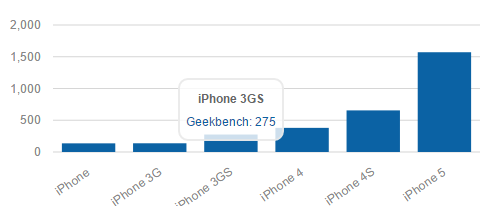 2,000
1,500
1,000
500
0
iPhone 3GS
Geekbench: 275
iPhone
iPhone 3G
iPhone 3GS
iPhone 4
iPhone 4S
iPhone 5